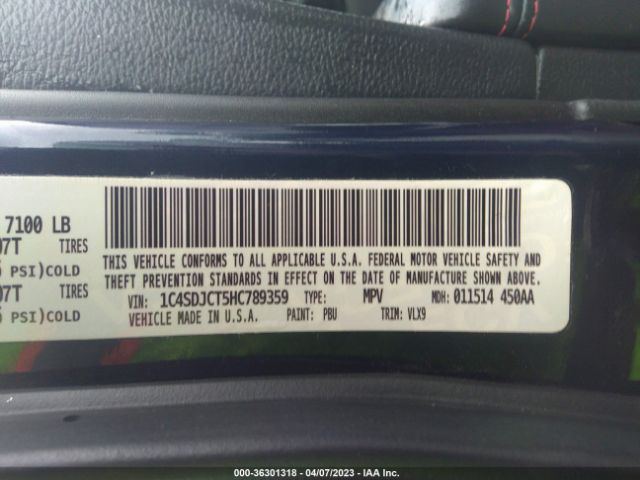 7100 LB
07T TIRES
PSI)COLD
07T TIRES
PSI)COLD
THIS VEHICLE CONFORMS TO ALL APPLICABLE U.S.A. FEDERAL MOTOR VEHICLE SAFETY AND
THEFT PREVENTION STANDARDS IN EFFECT ON THE DATE OF MANUFACTURE SHOWN ABOVE.
VIN: 1C4SDJCT5HC789359 TYPE: MPV MDH: 011514 450AA
VEHICLE MADE IN U.S.A. PAINT: PBU TRIM: VLX9
000-36301318 - 04/07/2023 - IAA Inc.